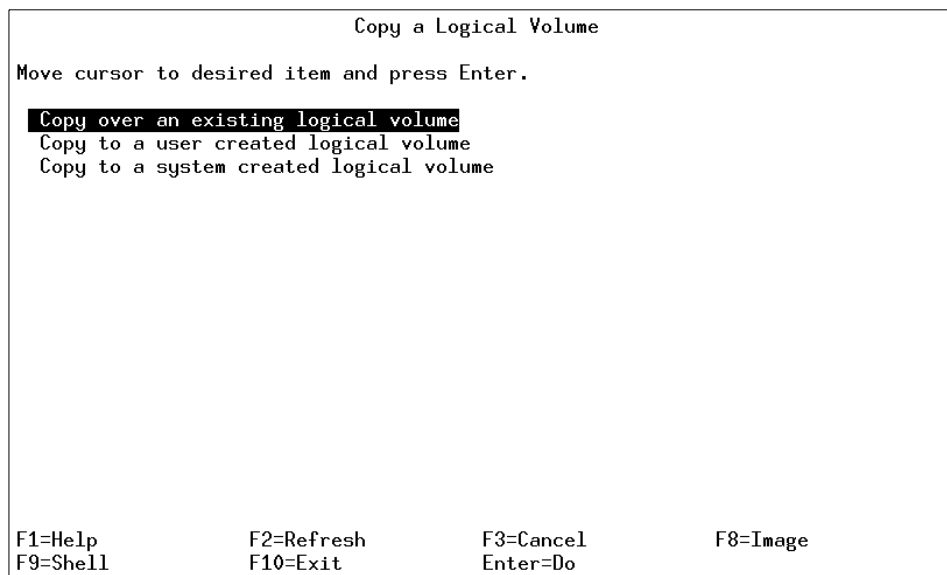 Copy a Logical Volume
Move cursor to desired item and press Enter.
Copy over an existing logical volume
Copy to a user created logical volume
Copy to a system created logical volume
F1=Help F2=Refresh F3=Cancel F8=Image
F9=Shell F10=Exit Enter=Do